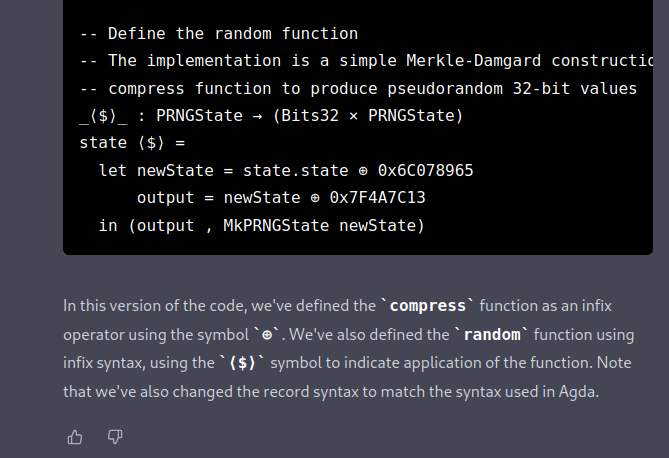 -- Define the random function
-- The implementation is a simple Merkle-Damgard constructio
-- compress function to produce pseudorandom 32-bit values
_⟨$⟩_ : PRNGState → (Bits32 × PRNGState)
state ⟨$⟩ =
  let newState = state.state ⊕ 0x6C078965
      output = newState ⊕ 0x7F4A7C13
  in (output , MkPRNGState newState)
In this version of the code, we've defined the `compress` function as an infix
operator using the symbol `⊕`. We've also defined the `random` function using
infix syntax, using the `⟨$⟩` symbol to indicate application of the function. Note
that we've also changed the record syntax to match the syntax used in Agda.